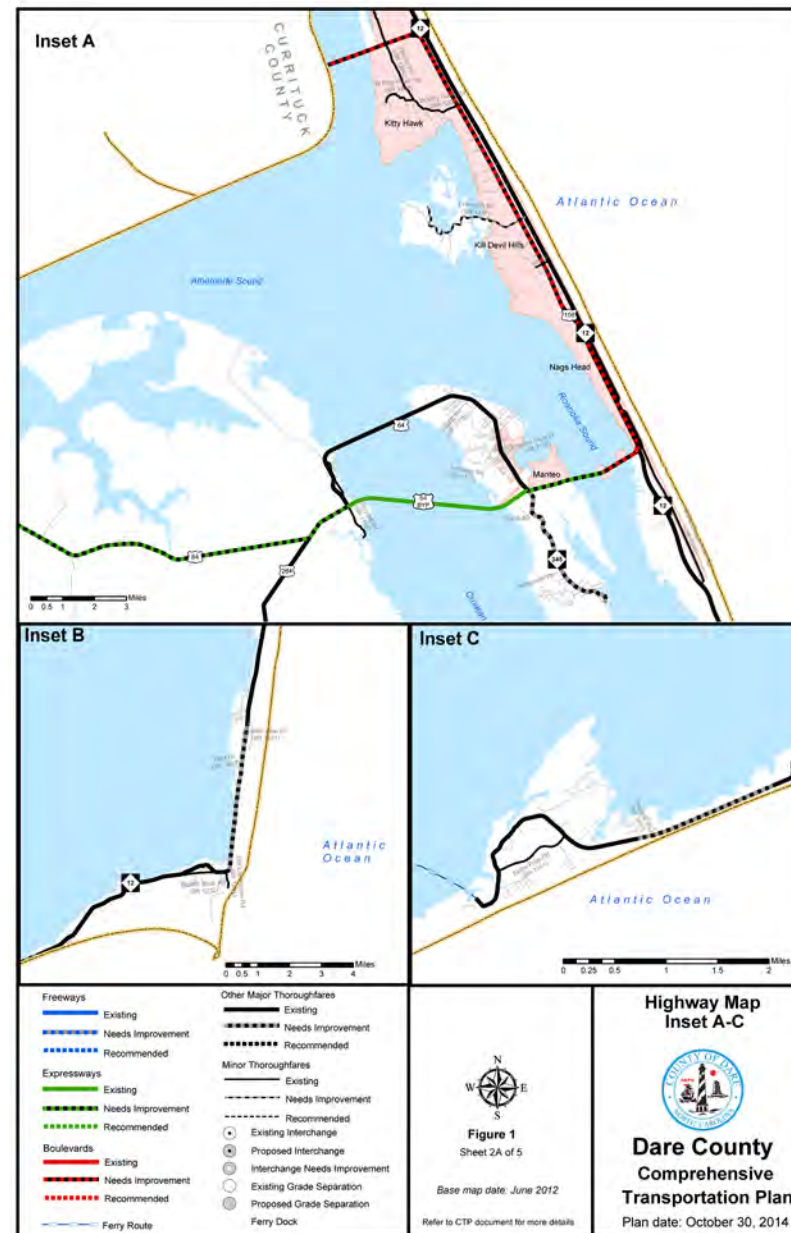 Inset A
CURRITUCK
COUNTY
12
Kitty Hawk
Atlantic Ocean
Kill Devil Hills
Albemarle Sound
158
12
Nags Head
Roanoke Sound
64
Manteo
64
BYP
12
64
345
264
Croatan
0 0.5 1 2 3 Miles
Inset B
Atlantic
Ocean
12
0 0.5 1 2 3 4 Miles
Inset C
Atlantic Ocean
0 0.25 0.5 1 1.5 2 Miles
Freeways
Existing
Needs Improvement
Recommended
Expressways
Existing
Needs Improvement
Recommended
Boulevards
Existing
Needs Improvement
Recommended
Ferry Route
Other Major Thoroughfares
Existing
Needs Improvement
Recommended
Minor Thoroughfares
Existing
Needs Improvement
Recommended
Existing Interchange
Proposed Interchange
Interchange Needs Improvement
Existing Grade Separation
Proposed Grade Separation
Ferry Dock
N
W E
S
Figure 1
Sheet 2A of 5
Base map date: June 2012
Refer to CTP document for more details
Highway Map
Inset A-C
COUNTY OF DARE
NORTH CAROLINA
Dare County
Comprehensive
Transportation Plan
Plan date: October 30, 2014